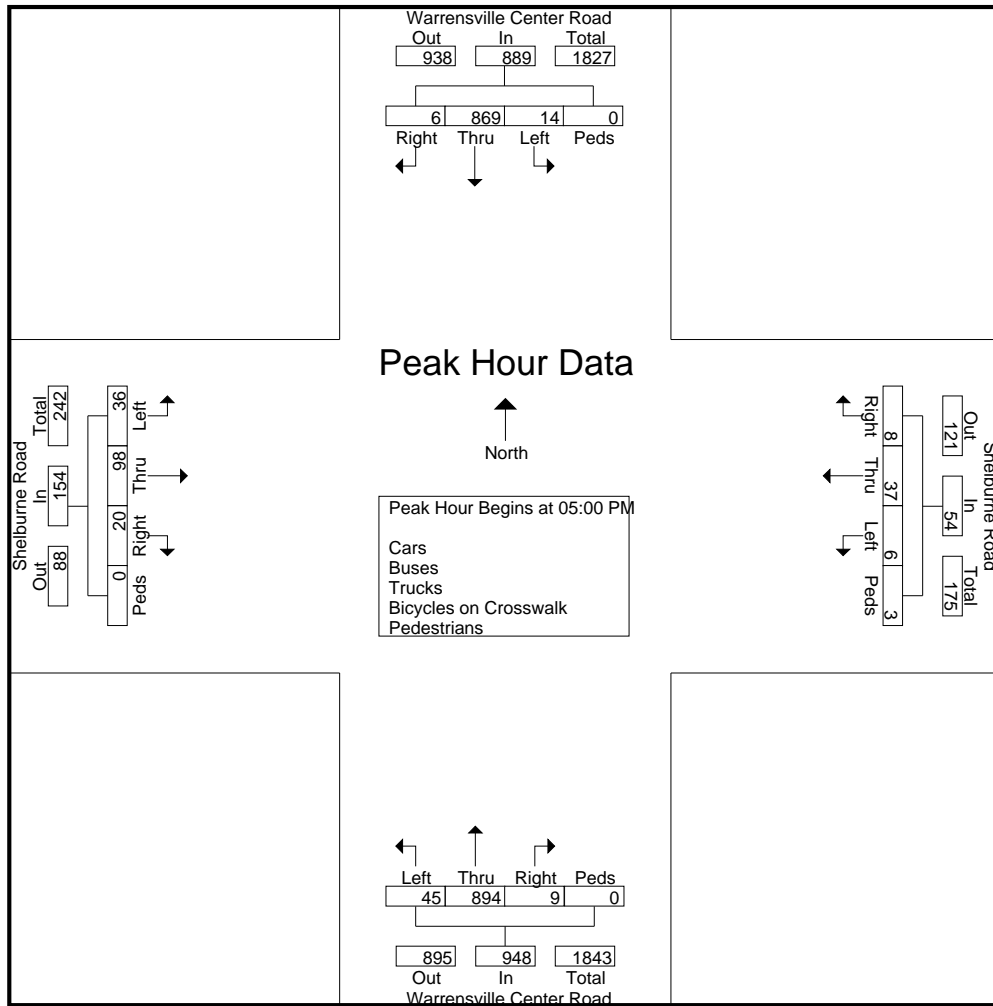 Warrensville Center Road
Out In Total
938 889 1827
6 869 14 0
Right Thru Left Peds
Peak Hour Data
North
Peak Hour Begins at 05:00 PM
Cars
Buses
Trucks
Bicycles on Crosswalk
Pedestrians
Shelburne Road
Out In Total
88 154 242
36 98 20 0
Left Thru Right Peds
Shelburne Road
Out In Total
121 54 175
8 37 6 3
Right Thru Left Peds
Left Thru Right Peds
45 894 9 0
895 948 1843
Out In Total
Warrensville Center Road